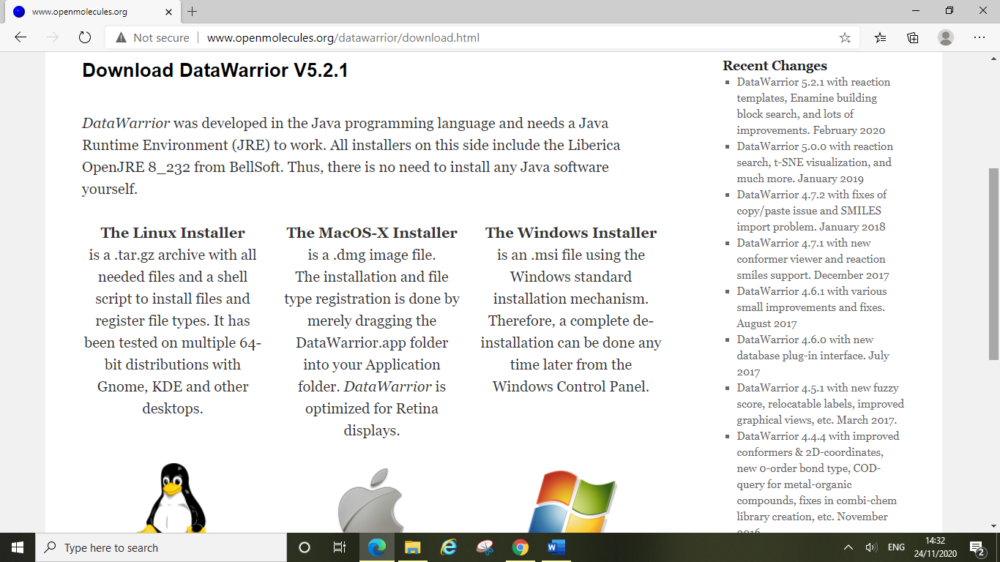 www.openmolecules.org
Not secure
www.openmolecules.org/datawarrior/download.html
Download DataWarrior V5.2.1
DataWarrior was developed in the Java programming language and needs a Java
Runtime Environment (JRE) to work. All installers on this side include the Liberica
OpenJRE 8_232 from BellSoft. Thus, there is no need to install any Java software
yourself.
The Linux Installer
is a .tar.gz archive with all
needed files and a shell
script to install files and
register file types. It has
been tested on multiple 64-
bit distributions with
Gnome, KDE and other
desktops.
The MacOS-X Installer
is a .dmg image file.
The installation and file
type registration is done by
merely dragging the
DataWarrior.app folder
into your Application
folder. DataWarrior is
optimized for Retina
displays.
The Windows Installer
is an .msi file using the
Windows standard
installation mechanism.
Therefore, a complete de-
installation can be done any
time later from the
Windows Control Panel.
Recent Changes
DataWarrior 5.2.1 with reaction
templates, Enamine building
block search, and lots of
improvements. February 2020
DataWarrior 5.0.0 with reaction
search, t-SNE visualization, and
much more. January 2019
DataWarrior 4.7.2 with fixes of
copy/paste issue and SMILES
import problem. January 2018
DataWarrior 4.7.1 with new
conformer viewer and reaction
smiles support. December 2017
DataWarrior 4.6.1 with various
small improvements and fixes.
August 2017
DataWarrior 4.6.0 with new
database plug-in interface. July
2017
DataWarrior 4.5.1 with new fuzzy
score, relocatable labels, improved
graphical views, etc. March 2017.
DataWarrior 4.4.4 with improved
conformers & 2D-coordinates,
new 0-order bond type, COD-
query for metal-organic
compounds, fixes in combi-chem
library creation, etc. November
2016
Type here to search
ENG
14:32
24/11/2020
2